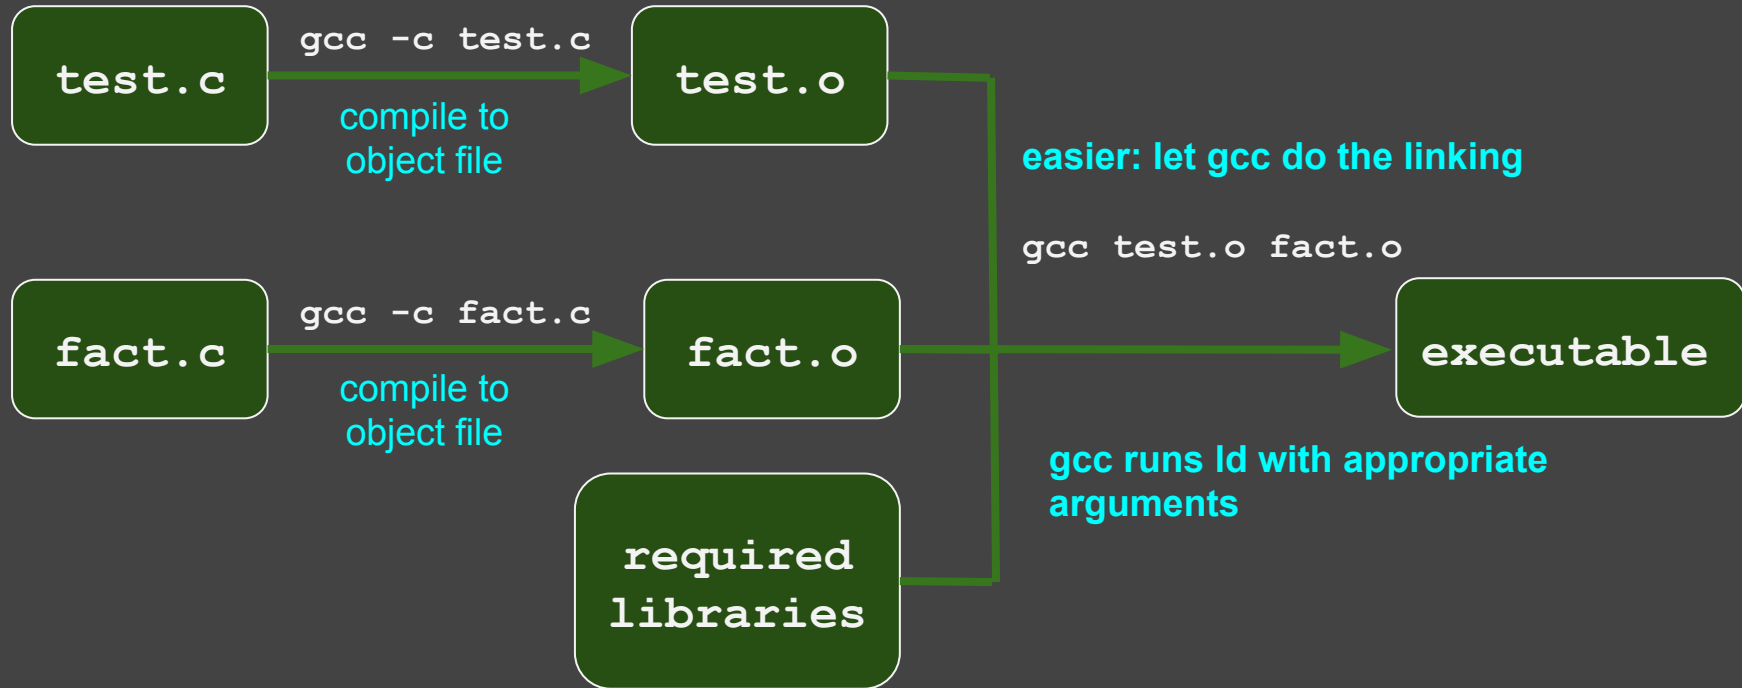 test.c
gcc -c test.c
compile to
object file
test.o
easier: let gcc do the linking
gcc test.o fact.o
fact.c
gcc -c fact.c
compile to
object file
fact.o
executable
gcc runs ld with appropriate
arguments
required
libraries